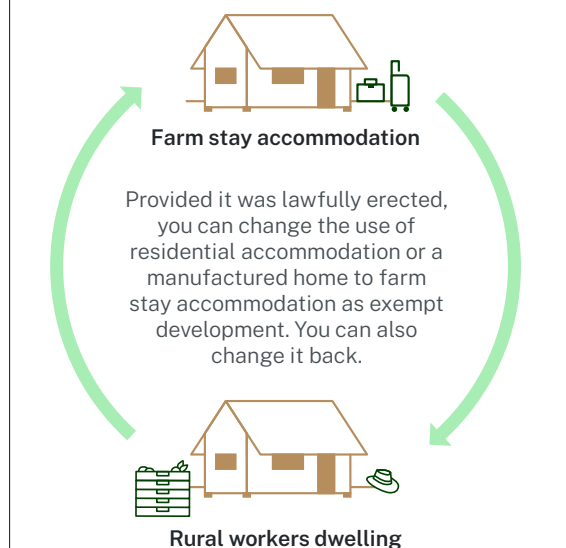 Farm stay accommodation
Provided it was lawfully erected,
you can change the use of
residential accommodation or a
manufactured home to farm
stay accommodation as exempt
development. You can also
change it back.
Rural workers dwelling